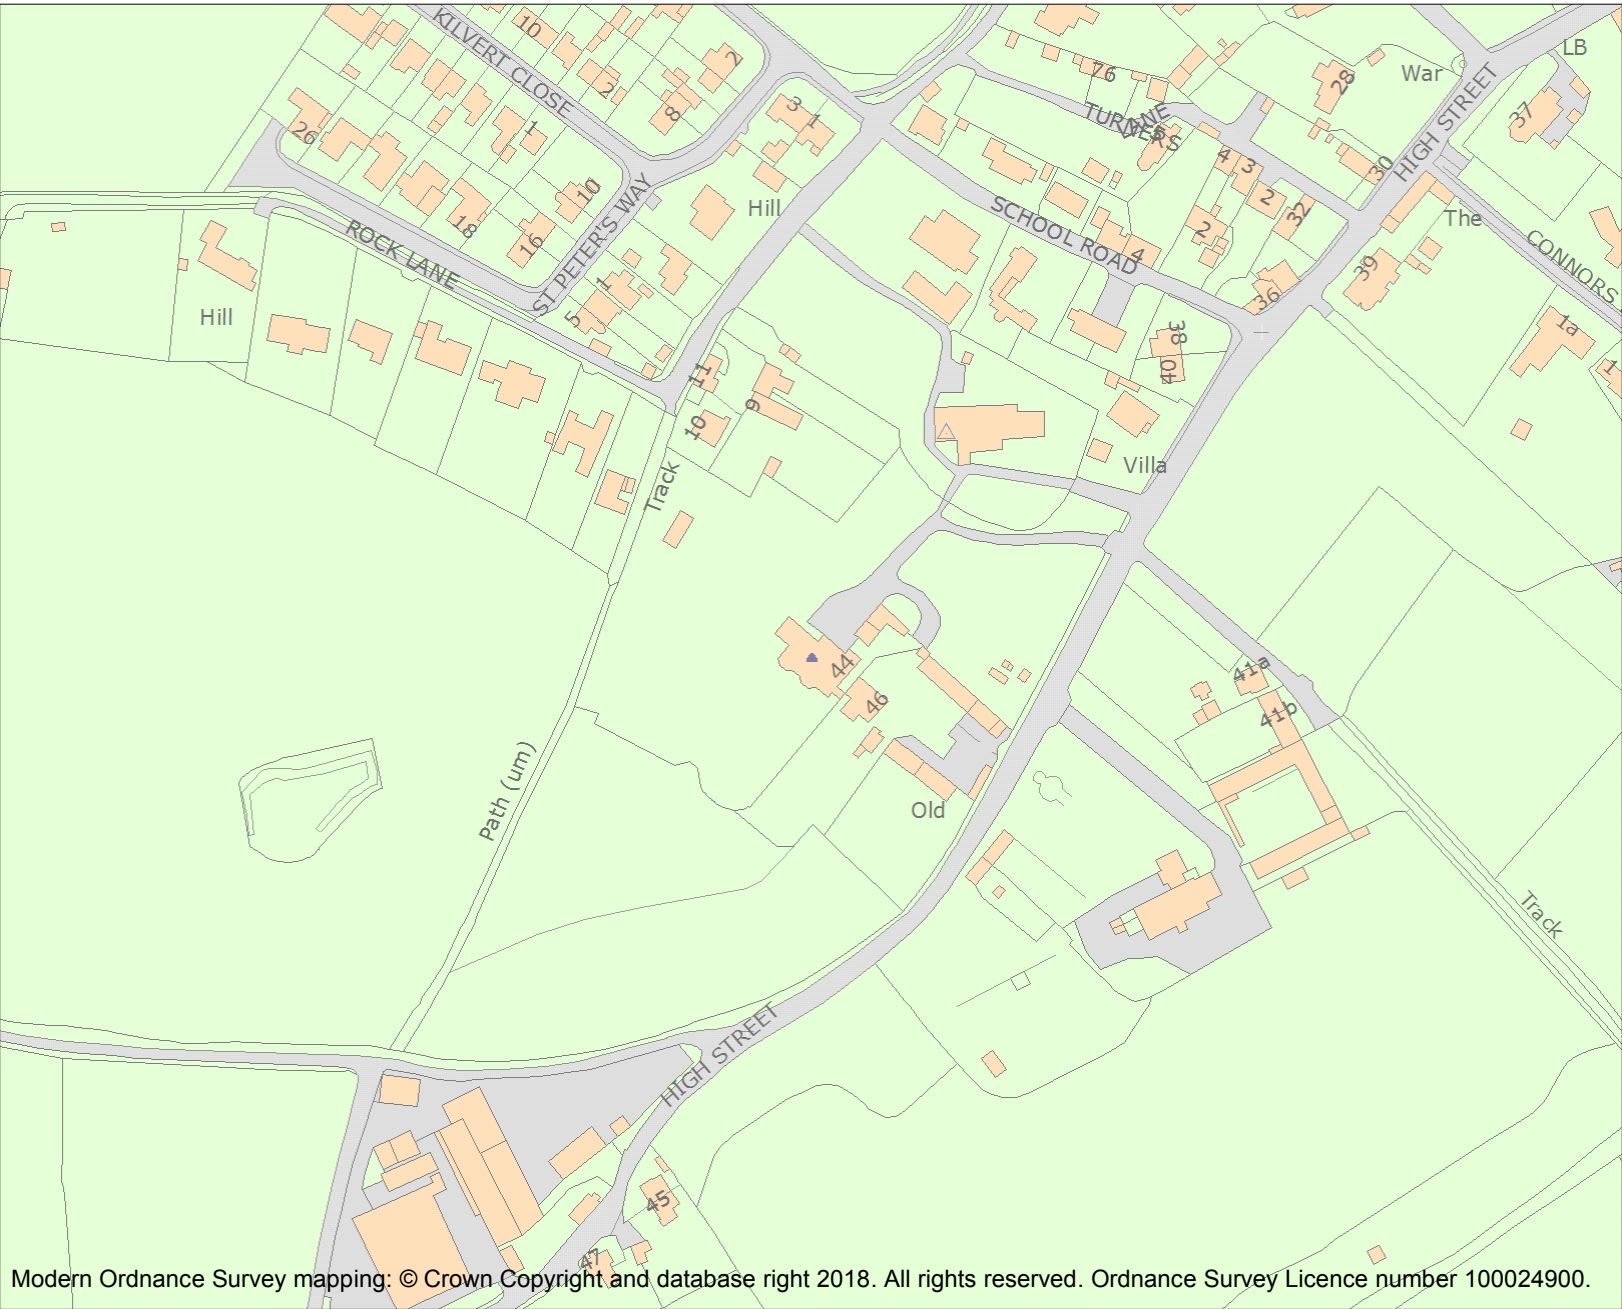 KILVERT CLOSE
10
2
2
8
1
3
1
26
10
18
16
ST PETER'S WAY
ROCK LANE
Hill
Hill
1
5
76
TURNERS
LANE
28
War
LB
HIGH STREET
37
30
4
3
2
32
2
SCHOOL ROAD
4
The
CONNORS
39
36
38
40
1a
1
11
10
9
Track
Villa
44
46
41a
41b
Old
Path (um)
Track
HIGH STREET
45
47
Modern Ordnance Survey mapping: © Crown Copyright and database right 2018. All rights reserved. Ordnance Survey Licence number 100024900.